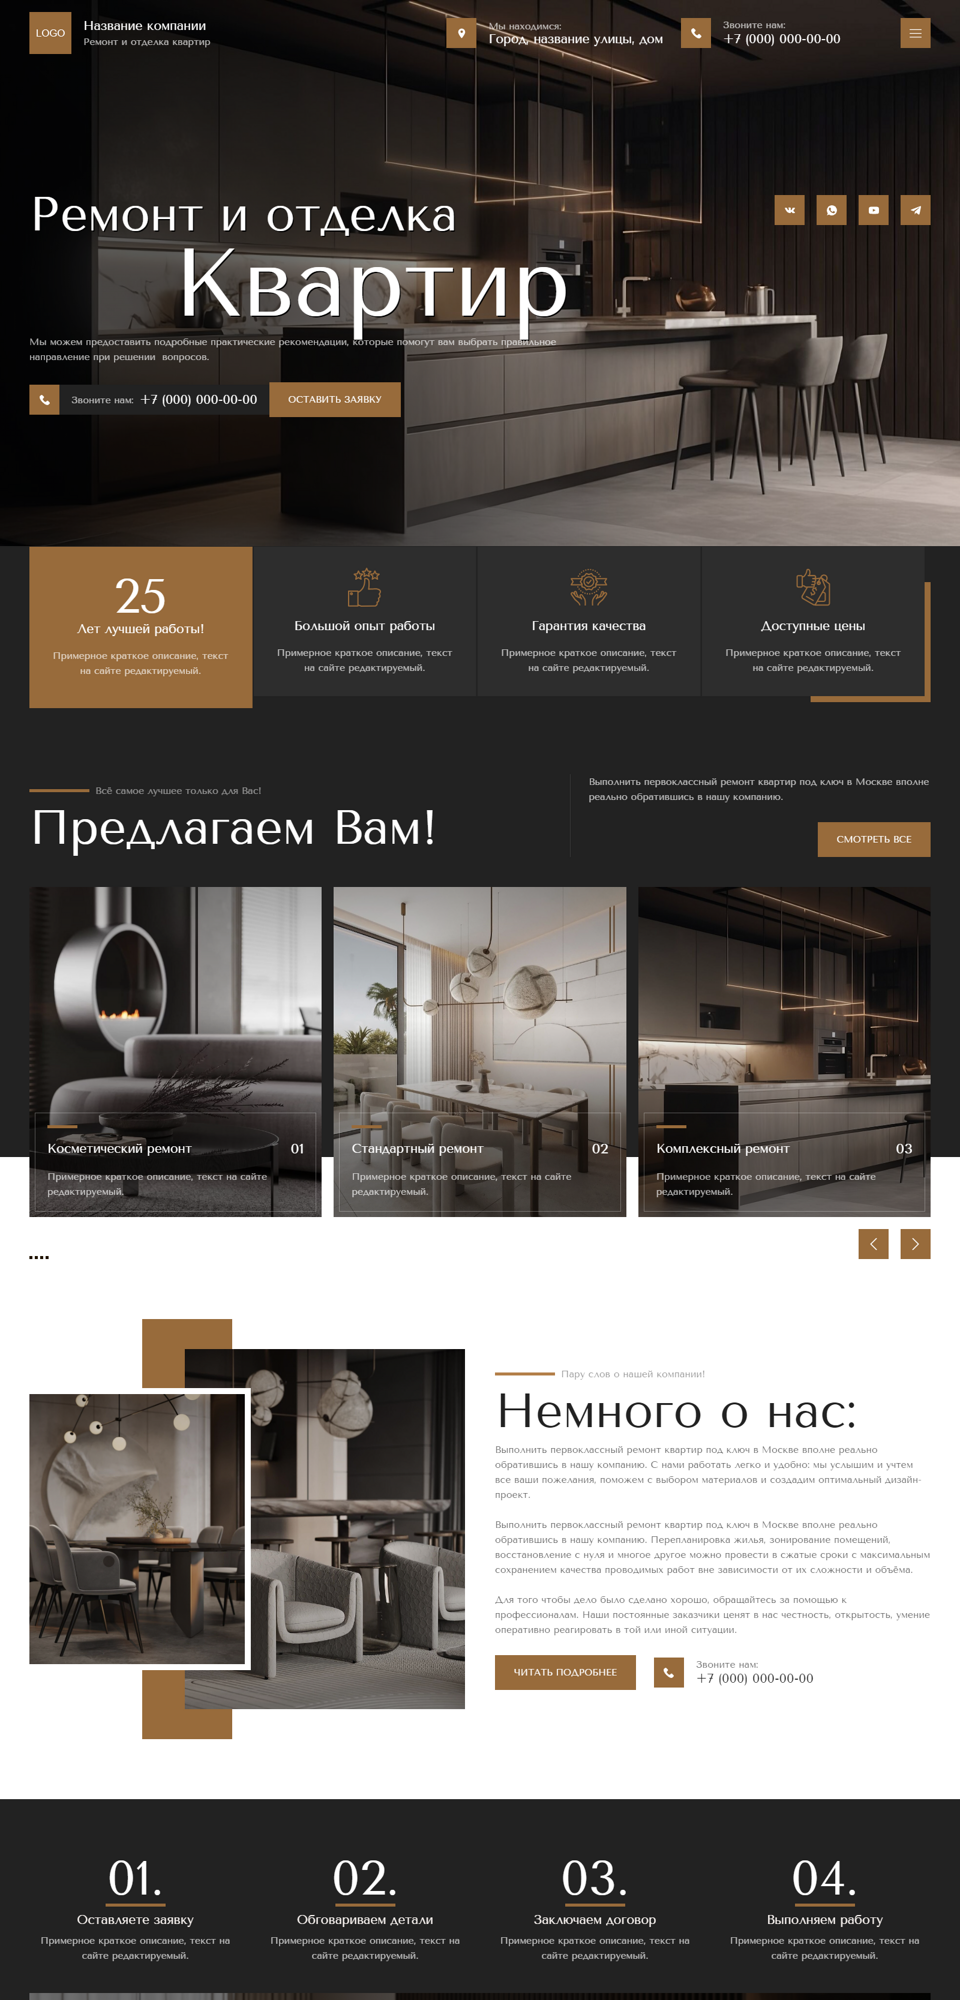 LOGO
Название компании
Ремонт и отделка квартир
Мы находимся:
Город, название улицы, дом
Звоните нам:
+7 (000) 000-00-00
Ремонт и отделка
Квартир
Мы можем предоставить подробные практические рекомендации, которые помогут вам выбрать правильное
направление при решении вопросов.
Звоните нам: +7 (000) 000-00-00
ОСТАВИТЬ ЗАЯВКУ
25
Лет лучшей работы!
Примерное краткое описание, текст
на сайте редактируемый.
Большой опыт работы
Примерное краткое описание, текст
на сайте редактируемый.
Гарантия качества
Примерное краткое описание, текст
на сайте редактируемый.
Доступные цены
Примерное краткое описание, текст
на сайте редактируемый.
Всё самое лучшее только для Вас!
Предлагаем Вам!
Выполнить первоклассный ремонт квартир под ключ в Москве вполне
реально обратившись в нашу компанию.
СМОТРЕТЬ ВСЕ
Косметический ремонт 01
Примерное краткое описание, текст на сайте
редактируемый.
Стандартный ремонт 02
Примерное краткое описание, текст на сайте
редактируемый.
Комплексный ремонт 03
Примерное краткое описание, текст на сайте
редактируемый.
Пару слов о нашей компании!
Немного о нас:
Выполнить первоклассный ремонт квартир под ключ в Москве вполне реально
обратившись в нашу компанию. С нами работать легко и удобно: мы услышим и учтем
все ваши пожелания, поможем с выбором материалов и создадим оптимальный дизайн-
проект.
Выполнить первоклассный ремонт квартир под ключ в Москве вполне реально
обратившись в нашу компанию. Перепланировка жилья, зонирование помещений,
восстановление с нуля и многое другое можно провести в сжатые сроки с максимальным
сохранением качества проводимых работ вне зависимости от их сложности и объёма.
Для того чтобы дело было сделано хорошо, обращайтесь за помощью к
профессионалам. Наши постоянные заказчики ценят в нас честность, открытость, умение
оперативно реагировать в той или иной ситуации.
ЧИТАТЬ ПОДРОБНЕЕ
Звоните нам:
+7 (000) 000-00-00
01.
Оставляете заявку
Примерное краткое описание, текст на
сайте редактируемый.
02.
Обговариваем детали
Примерное краткое описание, текст на
сайте редактируемый.
03.
Заключаем договор
Примерное краткое описание, текст на
сайте редактируемый.
04.
Выполняем работу
Примерное краткое описание, текст на
сайте редактируемый.